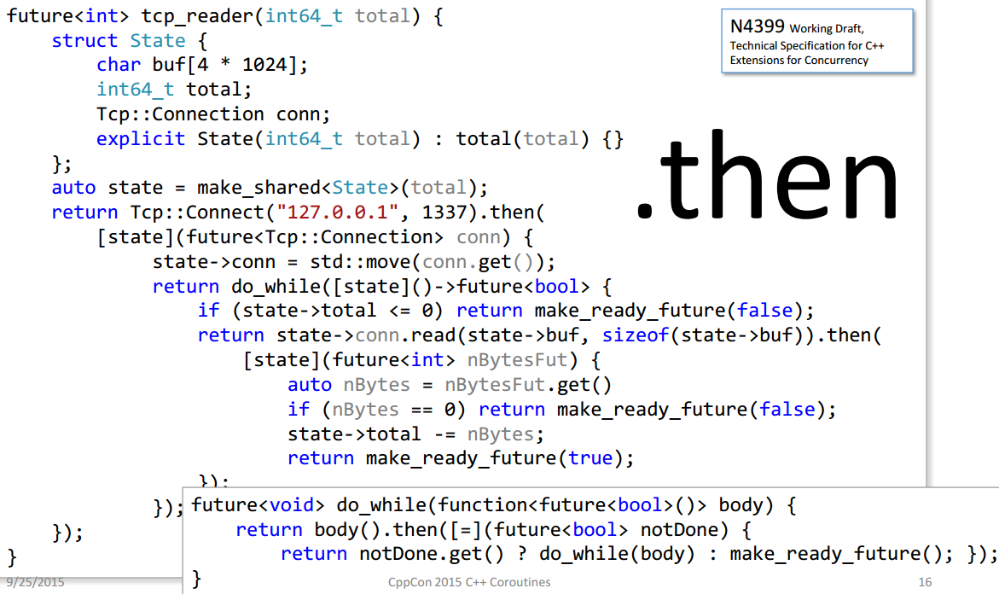 future<int> tcp_reader(int64_t total) {
    struct State {
        char buf[4 * 1024];
        int64_t total;
        Tcp::Connection conn;
        explicit State(int64_t total) : total(total) {}
    };
    auto state = make_shared<State>(total);
    return Tcp::Connect("127.0.0.1", 1337).then(
        [state](future<Tcp::Connection> conn) {
             state->conn = std::move(conn.get());
             return do_while([state]()->future<bool> {
                 if (state->total <= 0) return make_ready_future(false);
                 return state->conn.read(state->buf, sizeof(state->buf)).then(
                     [state](future<int> nBytesFut) {
                         auto nBytes = nBytesFut.get()
                         if (nBytes == 0) return make_ready_future(false);
                         state->total -= nBytes;
                         return make_ready_future(true);
                 });
             });
    });
}
N4399 Working Draft,
Technical Specification for C++
Extensions for Concurrency
.then
future<void> do_while(function<future<bool>()> body) {
    return body().then([=](future<bool> notDone) {
        return notDone.get() ? do_while(body) : make_ready_future(); });
}
9/25/2015
CppCon 2015 C++ Coroutines
16